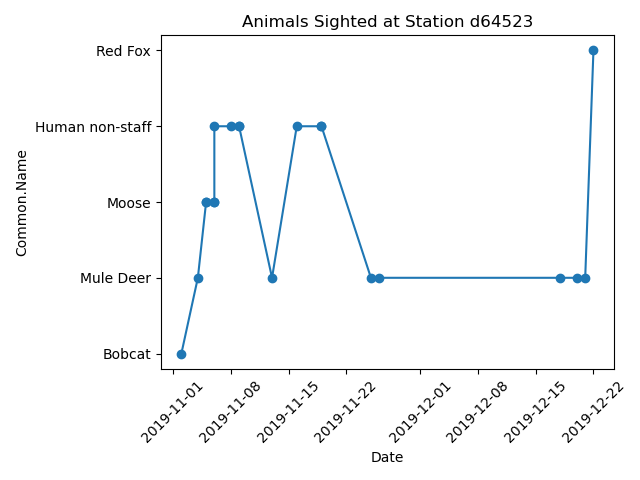 Animals Sighted at Station d64523
Common.Name
Red Fox
Human non-staff
Moose
Mule Deer
Bobcat
2019-11-01
2019-11-08
2019-11-15
2019-11-22
2019-12-01
2019-12-08
2019-12-15
2019-12-22
Date